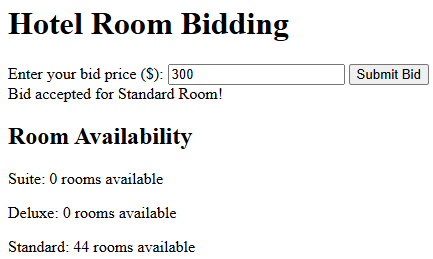 Hotel Room Bidding
Enter your bid price ($): 300 Submit Bid
Bid accepted for Standard Room!
Room Availability
Suite: 0 rooms available
Deluxe: 0 rooms available
Standard: 44 rooms available